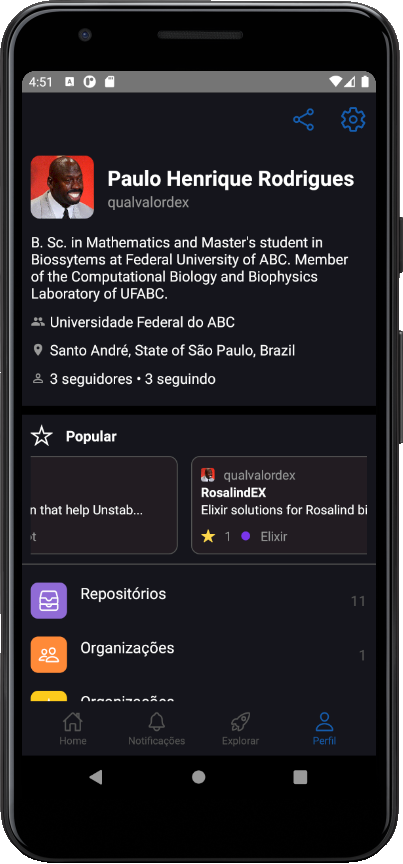 4:51
Paulo Henrique Rodrigues
qualvalordex
B. Sc. in Mathematics and Master's student in
Biossytems at Federal University of ABC. Member
of the Computational Biology and Biophysics
Laboratory of UFABC.
Universidade Federal do ABC
Santo André, State of São Paulo, Brazil
3 seguidores • 3 seguindo
Popular
n that help Unstab...
t
qualvalordex
RosalindEX
Elixir solutions for Rosalind bi
1 Elixir
Repositórios 11
Organizações 1
Organizações
Home Notificações Explorar Perfil